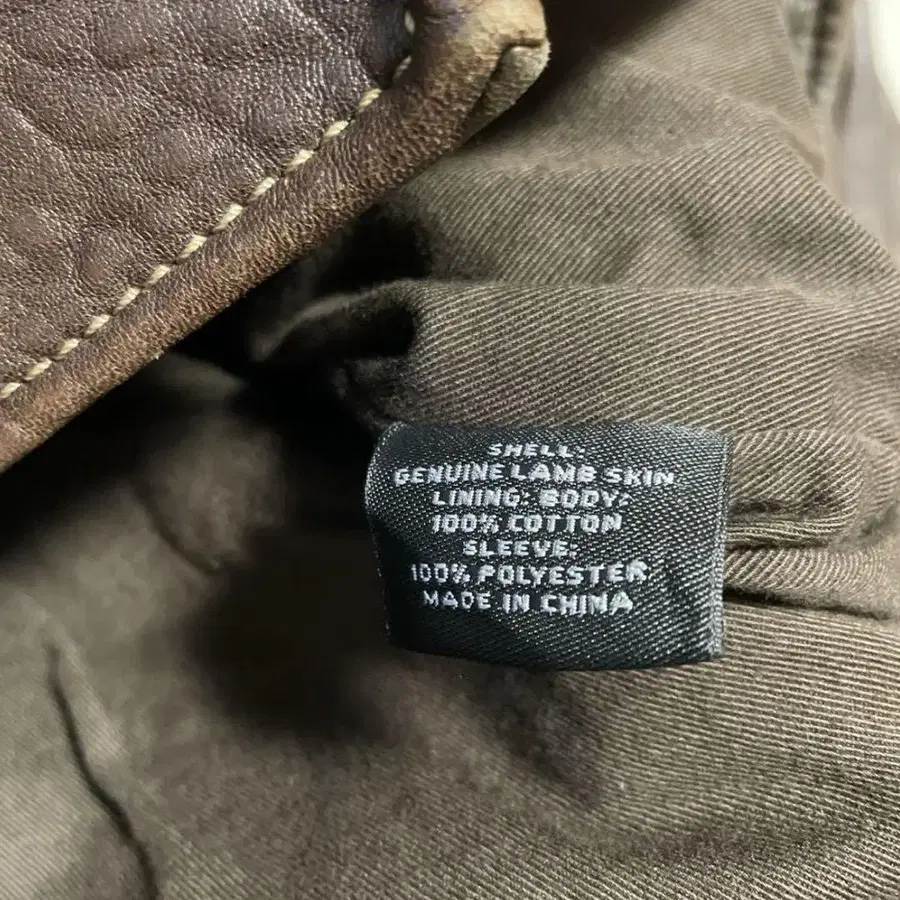 SHELL:
GENUINE LAMB SKIN
LINING: BODY:
100% COTTON
SLEEVE:
100% POLYESTER
MADE IN CHINA